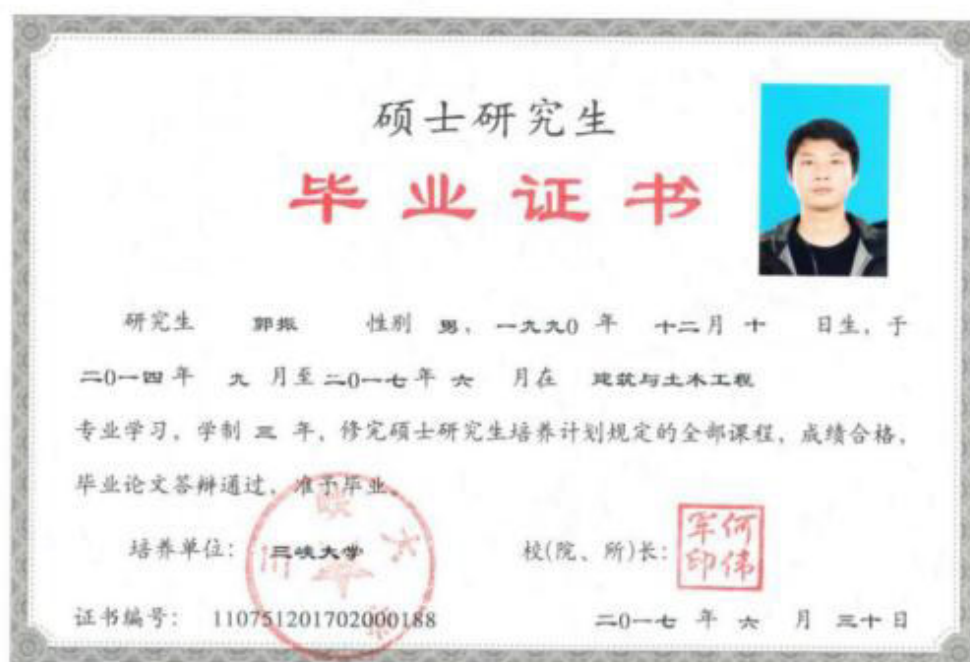 硕士研究生
毕业证书
研究生 郭振 性别 男，一九九0 年 十二月 十 日生，于
二0一四 年 九 月至 二0一七 年 六 月在 建筑与土木工程
专业学习，学制 三 年，修完硕士研究生培养计划规定的全部课程，成绩合格，
毕业论文答辩通过，准予毕业。
培养单位：三峡大学
校(院、所)长：
何伟军印
三峡大学
证书编号：110751201702000188
二0一七 年 六 月 三十日